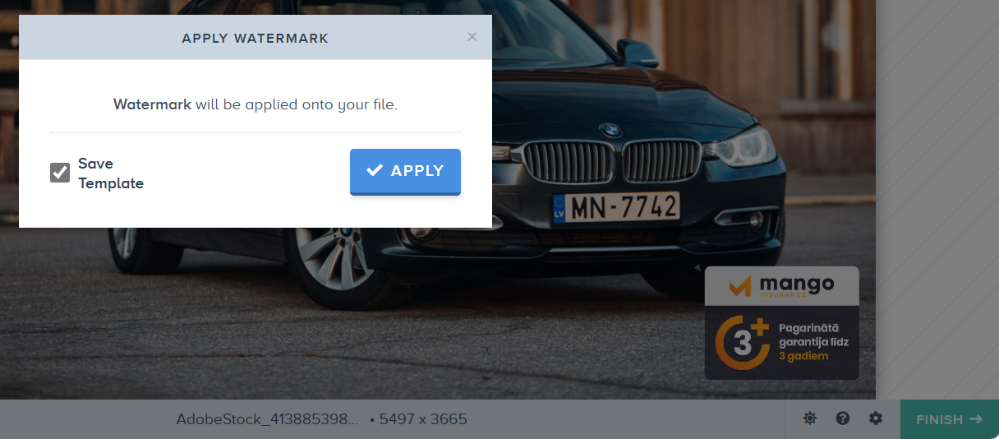 APPLY WATERMARK
×
Watermark will be applied onto your file.
Save
Template
APPLY
MN-7742
LV
mango
INSURANCE
3+
Pagarinātā
garantija līdz
3 gadiem
AdobeStock_413885398... • 5497 x 3665
?
FINISH